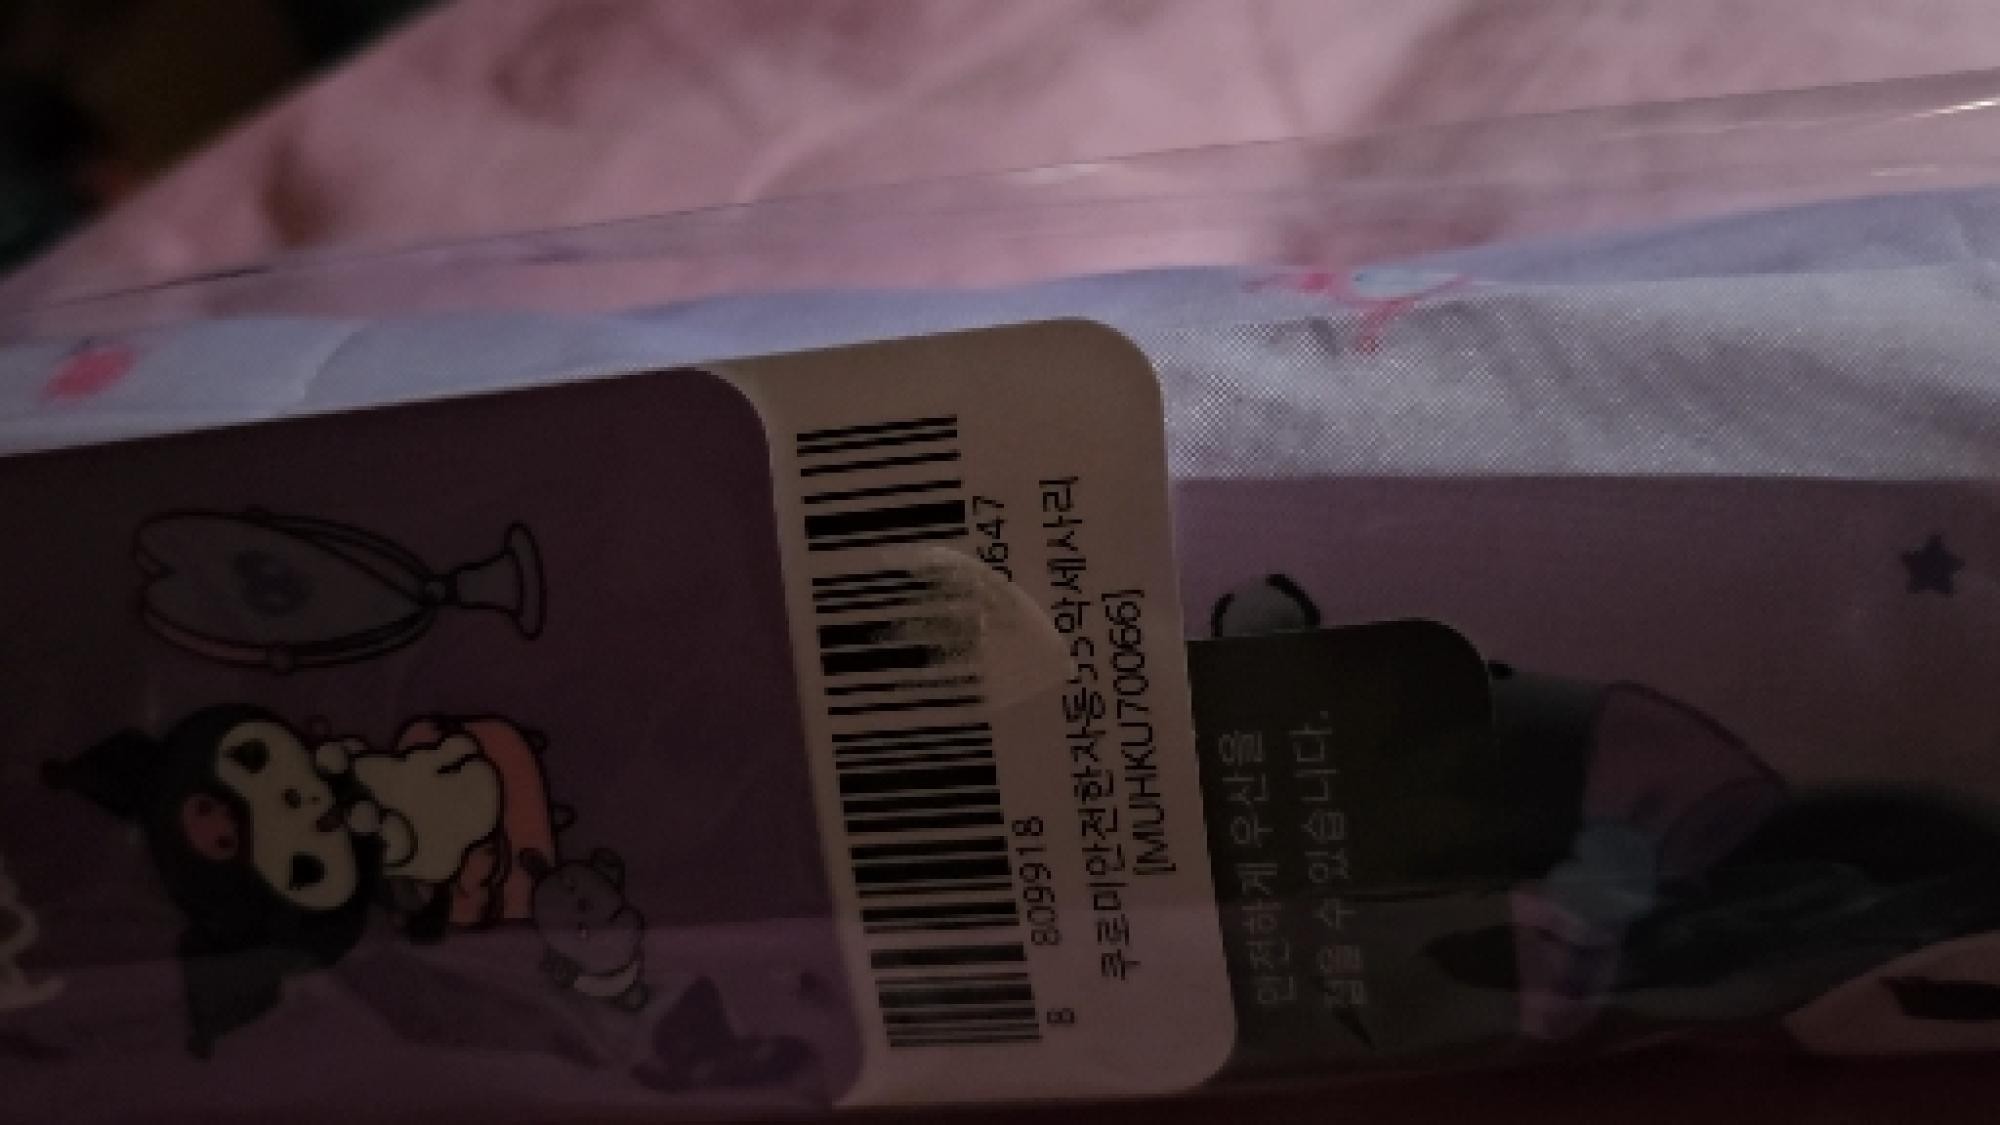 8 809918 5647
쿠로미안전한자동55악세사리
[MUHKU70066]
안전하게 우산을
접을 수 있습니다.